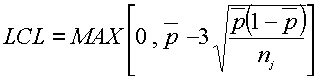 LCL = MAX [ 0 , p̅ − 3 √( p̅(1 − p̅) / n_j ) ]